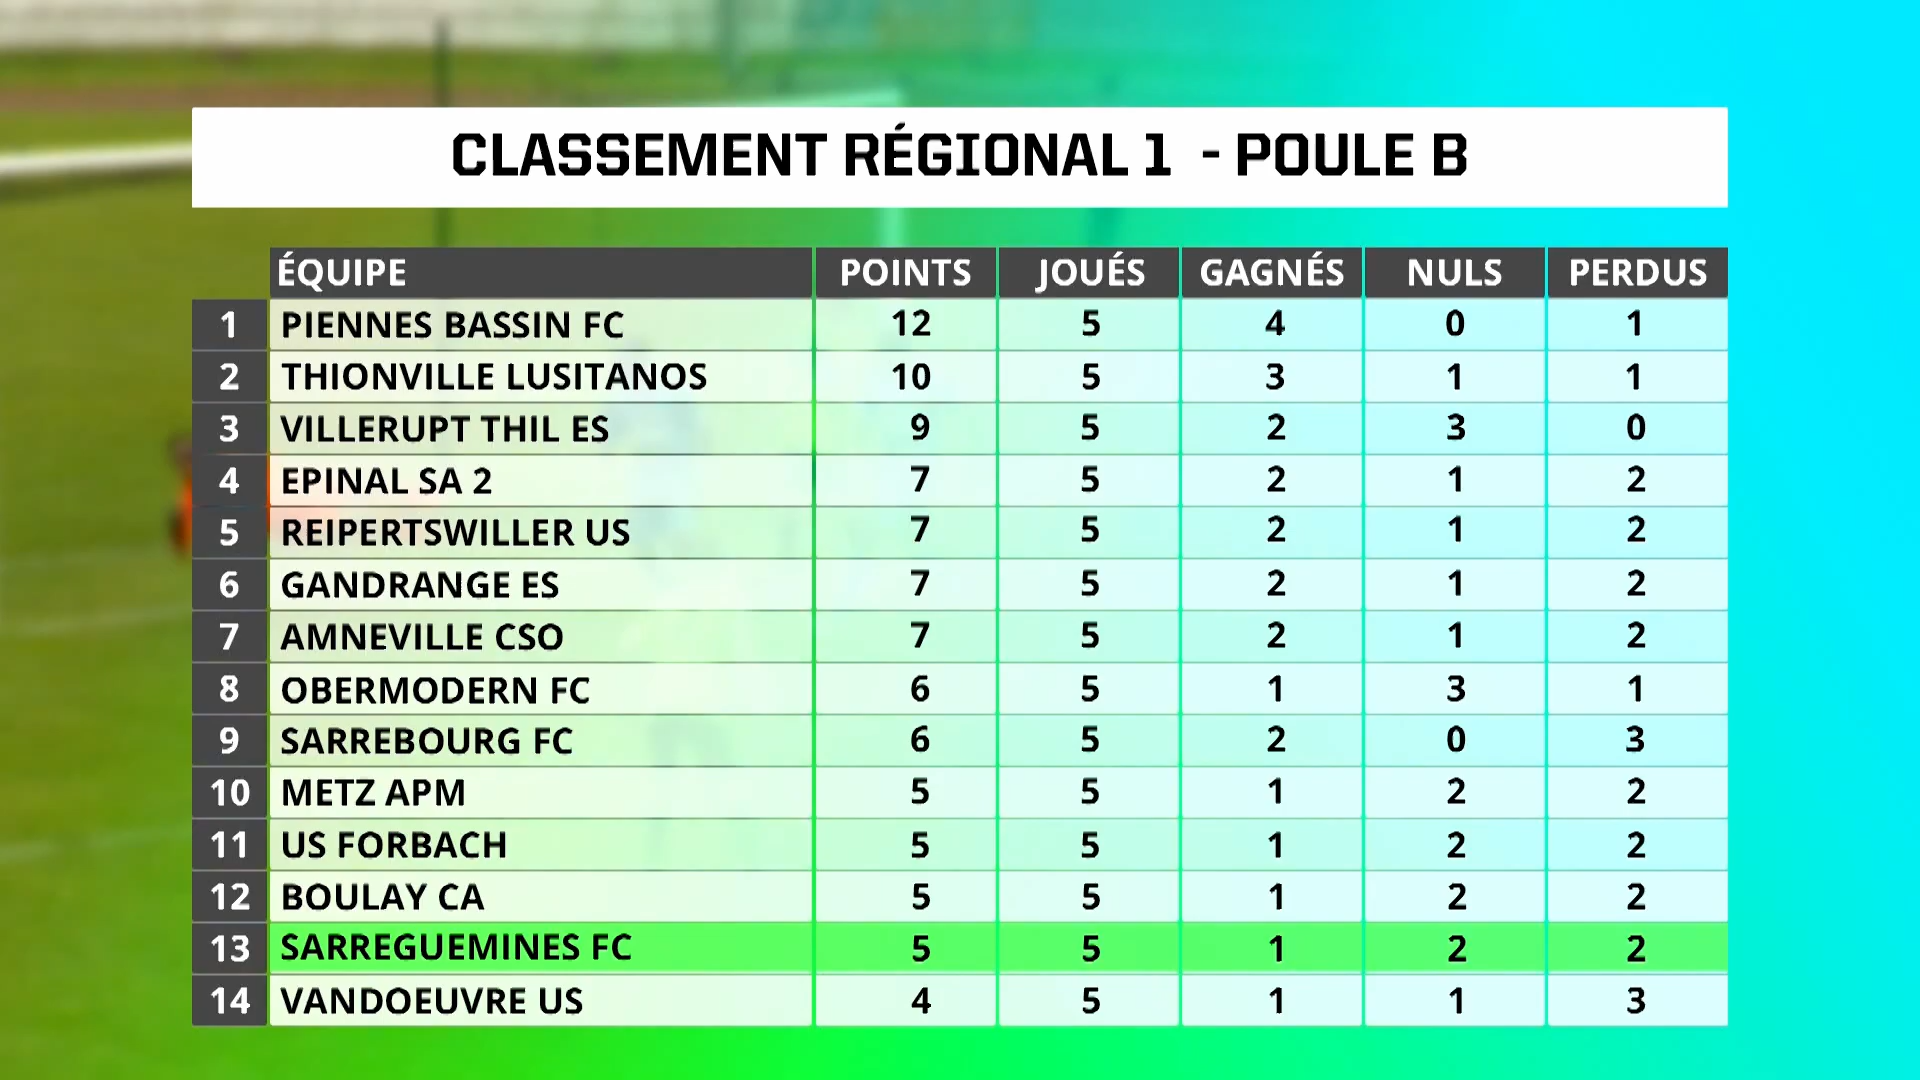 CLASSEMENT RÉGIONAL 1 - POULE B
ÉQUIPE POINTS JOUÉS GAGNÉS NULS PERDUS
1 PIENNES BASSIN FC 12 5 4 0 1
2 THIONVILLE LUSITANOS 10 5 3 1 1
3 VILLERUPT THIL ES 9 5 2 3 0
4 EPINAL SA 2 7 5 2 1 2
5 REIPERTSWILLER US 7 5 2 1 2
6 GANDRANGE ES 7 5 2 1 2
7 AMNEVILLE CSO 7 5 2 1 2
8 OBERMODERN FC 6 5 1 3 1
9 SARREBOURG FC 6 5 2 0 3
10 METZ APM 5 5 1 2 2
11 US FORBACH 5 5 1 2 2
12 BOULAY CA 5 5 1 2 2
13 SARREGUEMINES FC 5 5 1 2 2
14 VANDOEUVRE US 4 5 1 1 3